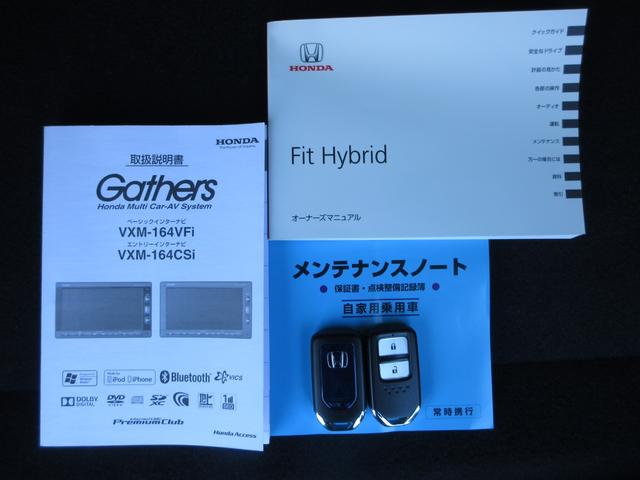 HONDA
Fit Hybrid
オーナーズマニュアル
クイックガイド
安全なドライブ
計器の見かた
各部の操作
オーディオ
運転
メンテナンス
万一の場合には
資料
索引
HONDA
The Power of Dreams
取扱説明書
Gathers
Honda Multi Car-AV System
ベーシックインターナビ
VXM-164VFi
エントリーインターナビ
VXM-164CSi
Made for
iPod iPhone
Bluetooth
VICS
DOLBY
DIGITAL
DVD
VIDEO
SD
XC
internavi
PremiumClub
Honda Access
メンテナンスノート
● 保証書・点検整備記録簿 ●
自家用乗用車
常時携行